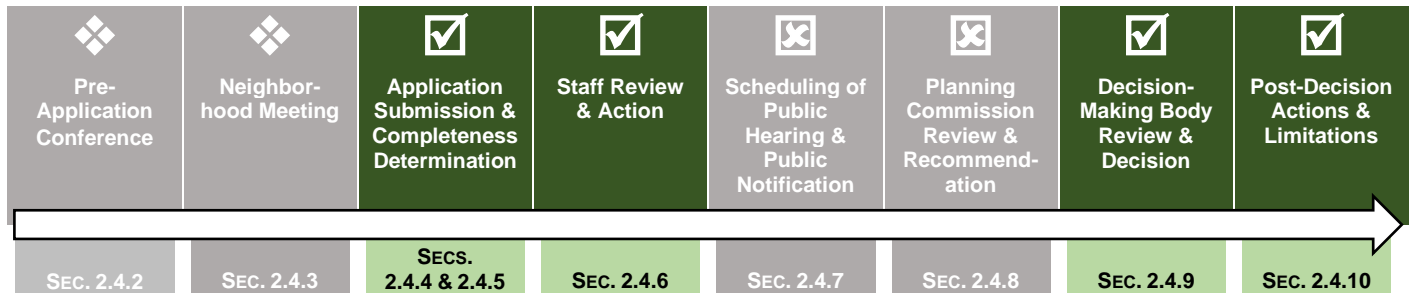 Pre-
Application
Conference
Neighbor-
hood Meeting
Application
Submission &
Completeness
Determination
Staff Review
& Action
Scheduling of
Public
Hearing &
Public
Notification
Planning
Commission
Review &
Recommend-
ation
Decision-
Making Body
Review &
Decision
Post-Decision
Actions &
Limitations
SEC. 2.4.2
SEC. 2.4.3
SECS.
2.4.4 & 2.4.5
SEC. 2.4.6
SEC. 2.4.7
SEC. 2.4.8
SEC. 2.4.9
SEC. 2.4.10